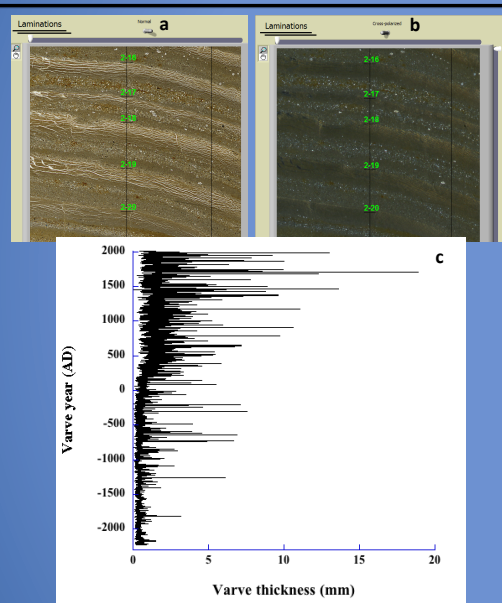 Laminations
Normal
a
2-16
2-17
2-18
2-19
2-20
Laminations
Cross-polarized
b
2-16
2-17
2-18
2-19
2-20
c
2000
1500
1000
500
0
-500
-1000
-1500
-2000
Varve year (AD)
0
5
10
15
20
Varve thickness (mm)